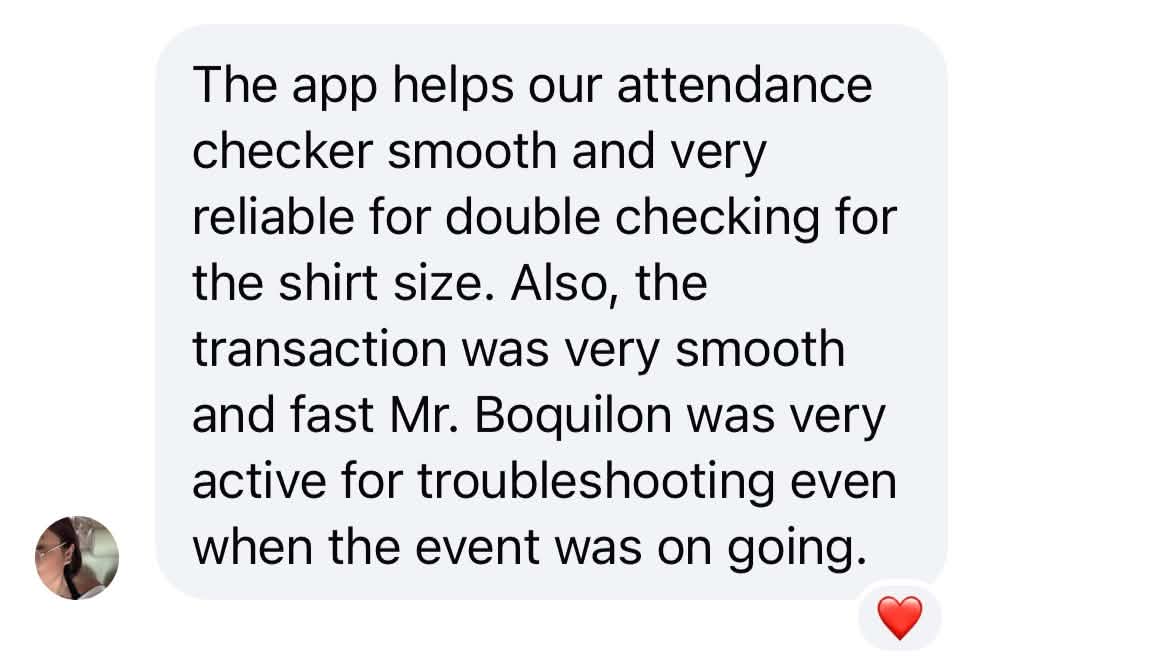 The app helps our attendance
checker smooth and very
reliable for double checking for
the shirt size. Also, the
transaction was very smooth
and fast Mr. Boquilon was very
active for troubleshooting even
when the event was on going.